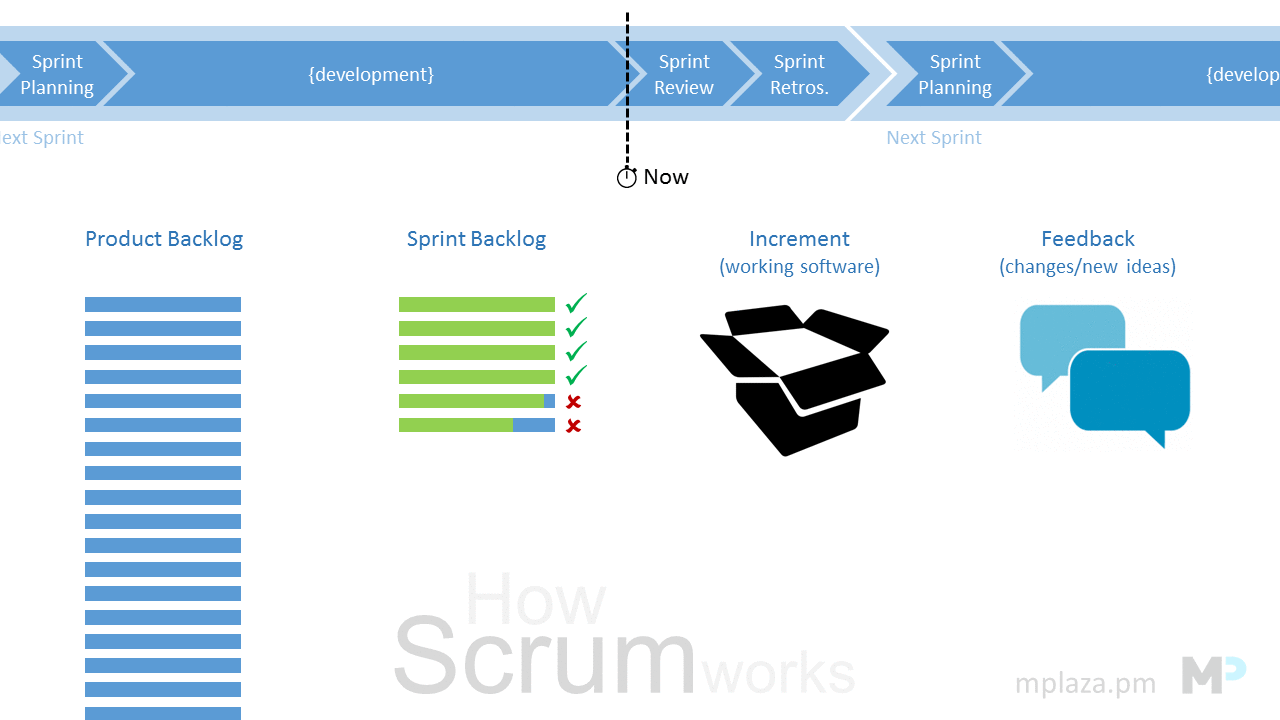 Sprint
Planning
{development}
Sprint
Review
Sprint
Retros.
Sprint
Planning
{develop
ext Sprint
Next Sprint
Now
Product Backlog
Sprint Backlog
Increment
(working software)
Feedback
(changes/new ideas)
How
Scrum works
mplaza.pm MP